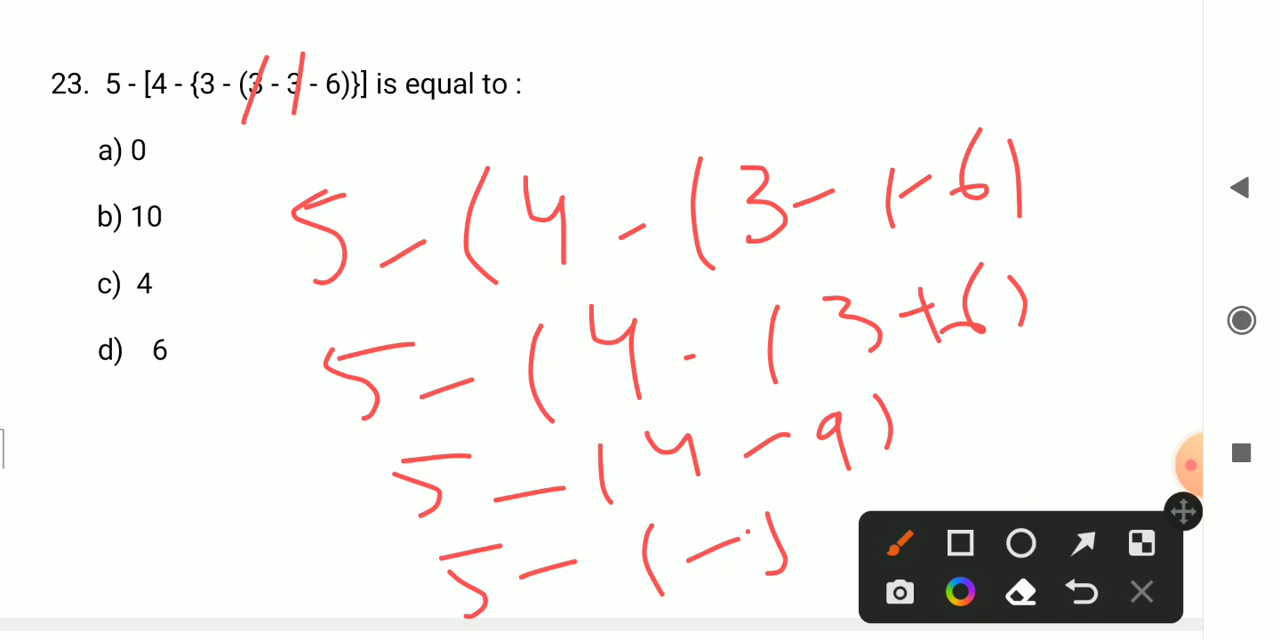 23. 5 - [4 - {3 - (3 - 3 - 6)}] is equal to :
a) 0
b) 10
c) 4
d) 6
5 - (4 - (3 - (-6)
5 - (4 - (3 + 6)
5 - (4 - 9)
5 - (-